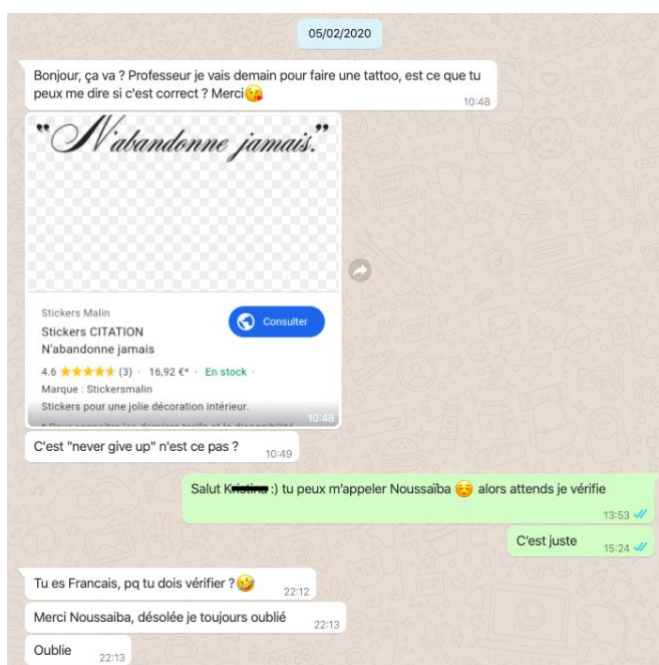 05/02/2020
Bonjour, ça va ? Professeur je vais demain pour faire une tattoo, est ce que tu
peux me dire si c'est correct ? Merci😘
10:48
“N'abandonne jamais.”
Stickers Malin
Stickers CITATION
N'abandonne jamais
Consulter
4.6 ★★★★★ (3) · 16,92 €* · En stock ·
Marque : Stickersmalin
Stickers pour une jolie décoration intérieur.
10:48
C'est "never give up" n'est ce pas ?
10:49
Salut :) tu peux m'appeler Noussaïba ☺️ alors attends je vérifie
13:53
C'est juste
15:24
Tu es Francais, pq tu dois vérifier ?🤣
22:12
Merci Noussaiba, désolée je toujours oublié
22:13
Oublie
22:13